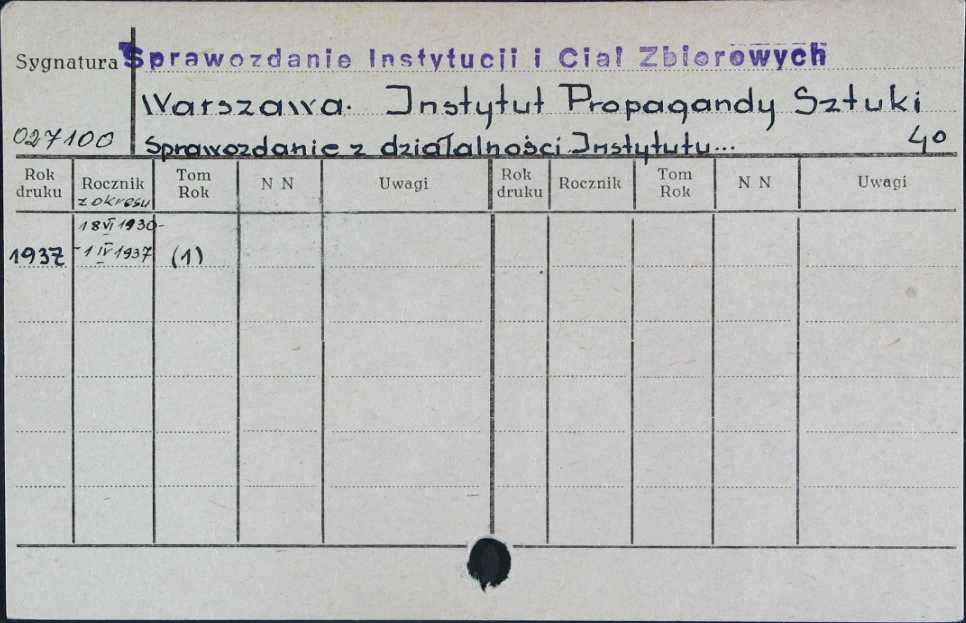 Sygnatura Sprawozdanie Instytucji i Ciał Zbiorowych
Warszawa. Instytut Propagandy Sztuki
027100 Sprawozdanie z działalności Instytutu... 4o
Rok druku Rocznik z okresu Tom Rok N N Uwagi Rok druku Rocznik Tom Rok N N Uwagi
18 VI 1930-
1937 -1 IV 1937 (1)